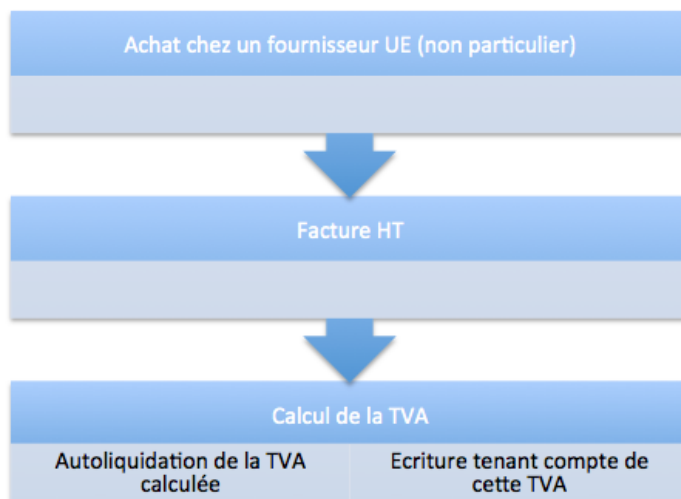 Achat chez un fournisseur UE (non particulier)
Facture HT
Calcul de la TVA
Autoliquidation de la TVA
calculée
Ecriture tenant compte de
cette TVA